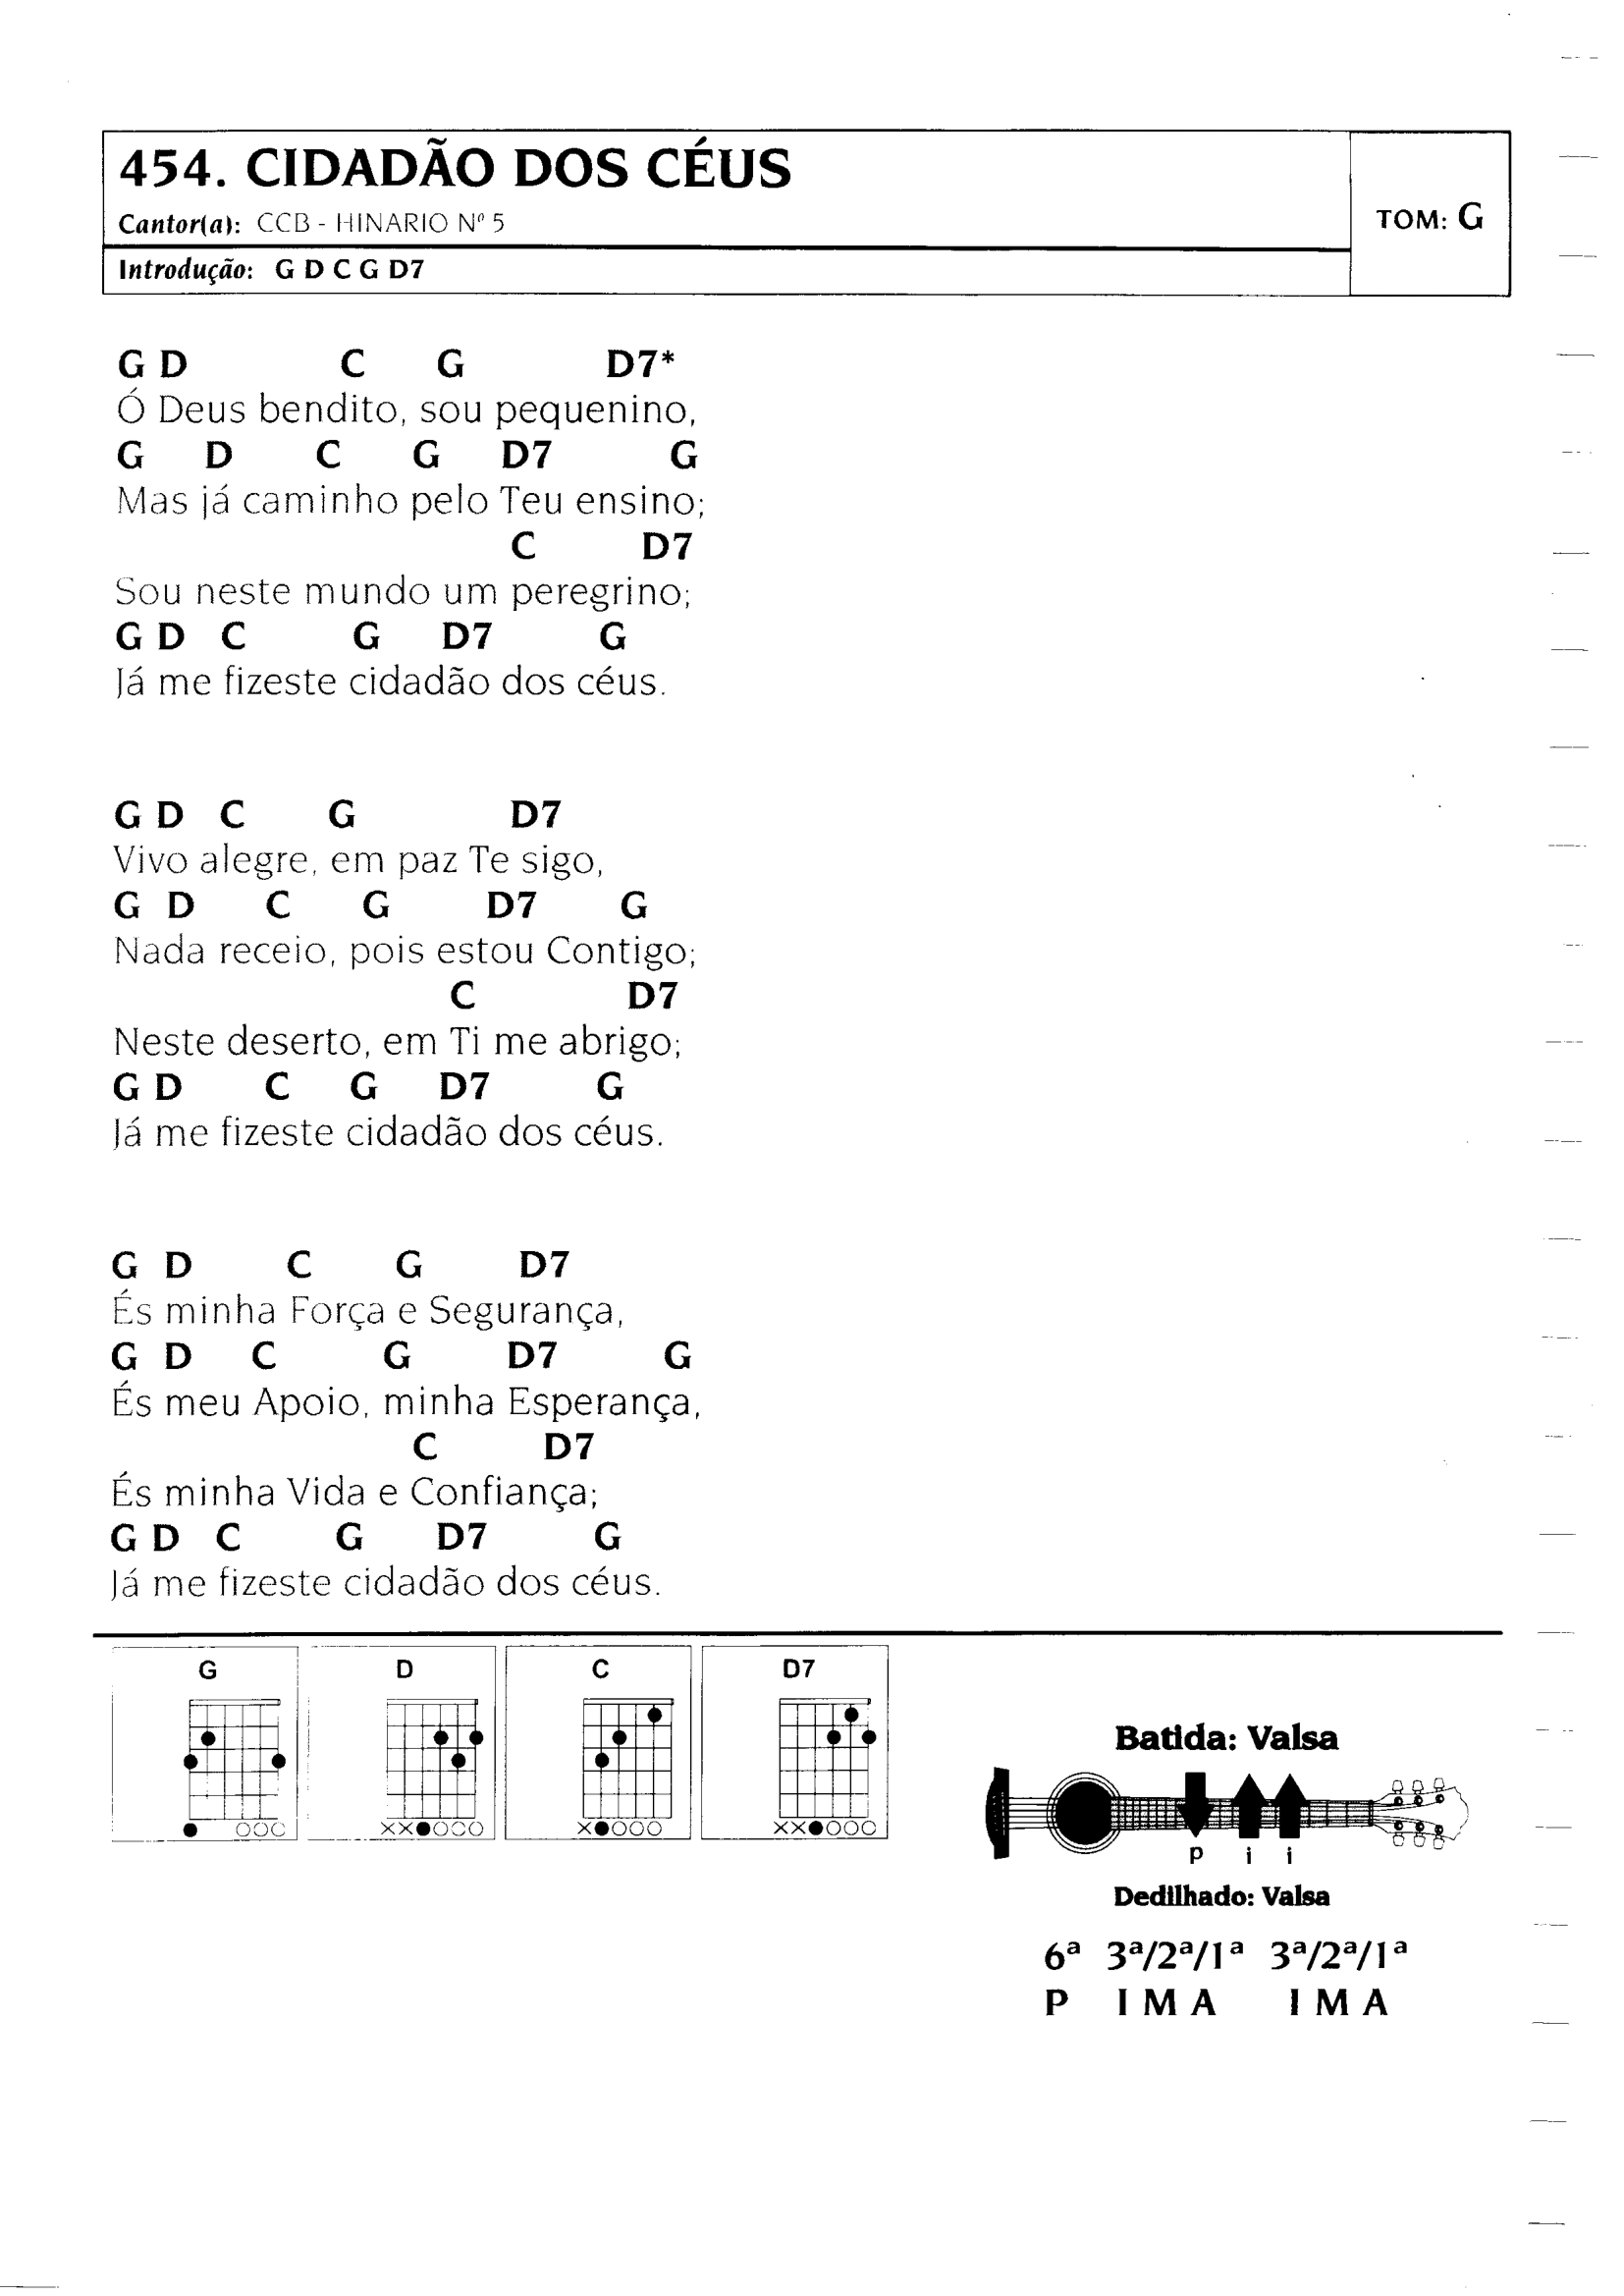 454. CIDADÃO DOS CÉUS
Cantor(a): CCB - HINARIO Nº 5
TOM: G
Introdução: G D C G D7
G D C G D7*
Ó Deus bendito, sou pequenino,
G D C G D7 G
Mas já caminho pelo Teu ensino;
C D7
Sou neste mundo um peregrino;
G D C G D7 G
Já me fizeste cidadão dos céus.
G D C G D7
Vivo alegre, em paz Te sigo,
G D C G D7 G
Nada receio, pois estou Contigo;
C D7
Neste deserto, em Ti me abrigo;
G D C G D7 G
Já me fizeste cidadão dos céus.
G D C G D7
És minha Força e Segurança,
G D C G D7 G
És meu Apoio, minha Esperança,
C D7
És minha Vida e Confiança;
G D C G D7 G
Já me fizeste cidadão dos céus.
G D C D7
Batida: Valsa
p i i
Dedilhado: Valsa
6ª 3ª/2ª/1ª 3ª/2ª/1ª
P I M A I M A